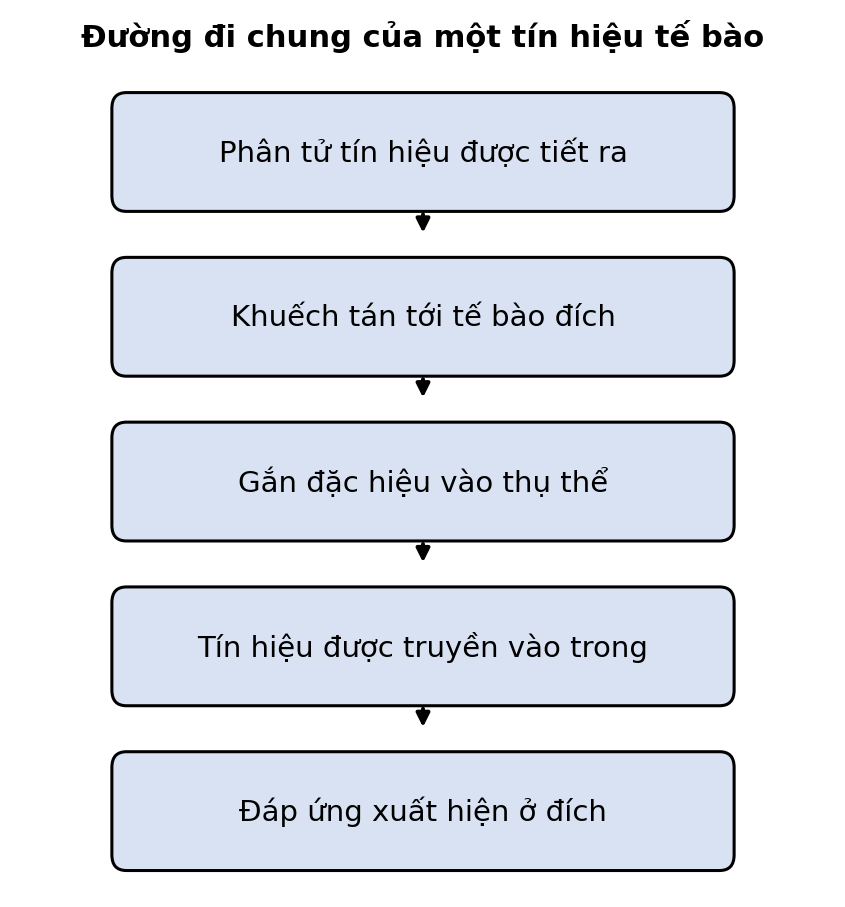 Đường đi chung của một tín hiệu tế bào
Phân tử tín hiệu được tiết ra
Khuếch tán tới tế bào đích
Gắn đặc hiệu vào thụ thể
Tín hiệu được truyền vào trong
Đáp ứng xuất hiện ở đích